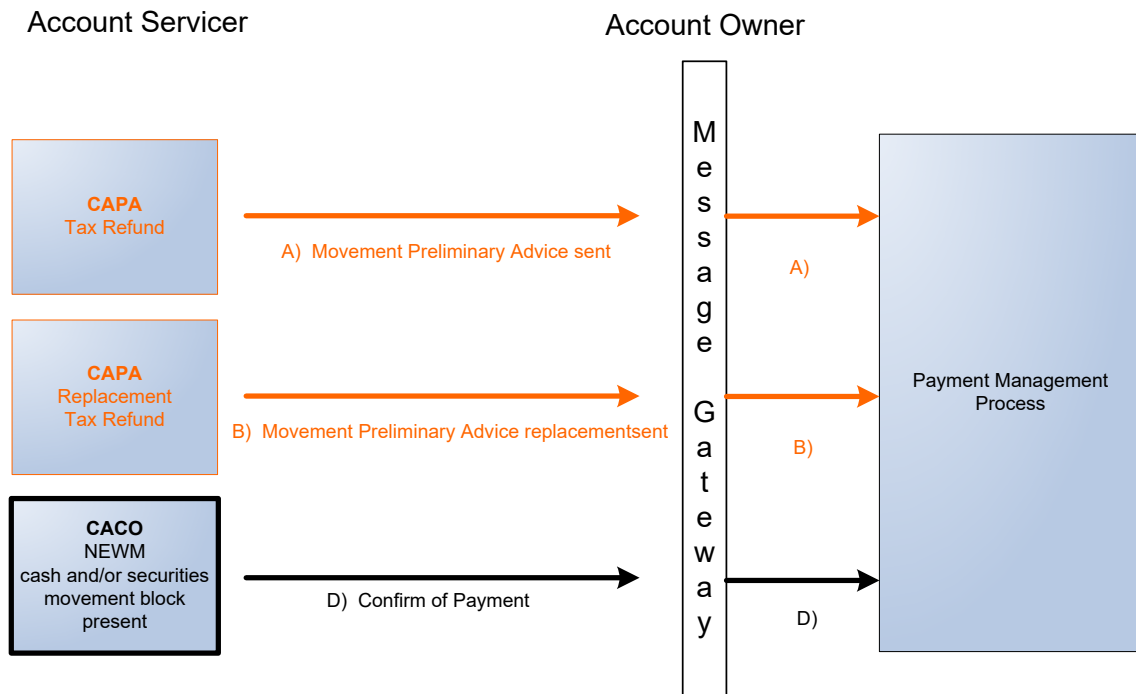 Account Servicer
Account Owner
CAPA
Tax Refund
A) Movement Preliminary Advice sent
A)
CAPA
Replacement
Tax Refund
B) Movement Preliminary Advice replacementsent
B)
CACO
NEWM
cash and/or securities
movement block
present
D) Confirm of Payment
D)
Message Gateway
Payment Management
Process